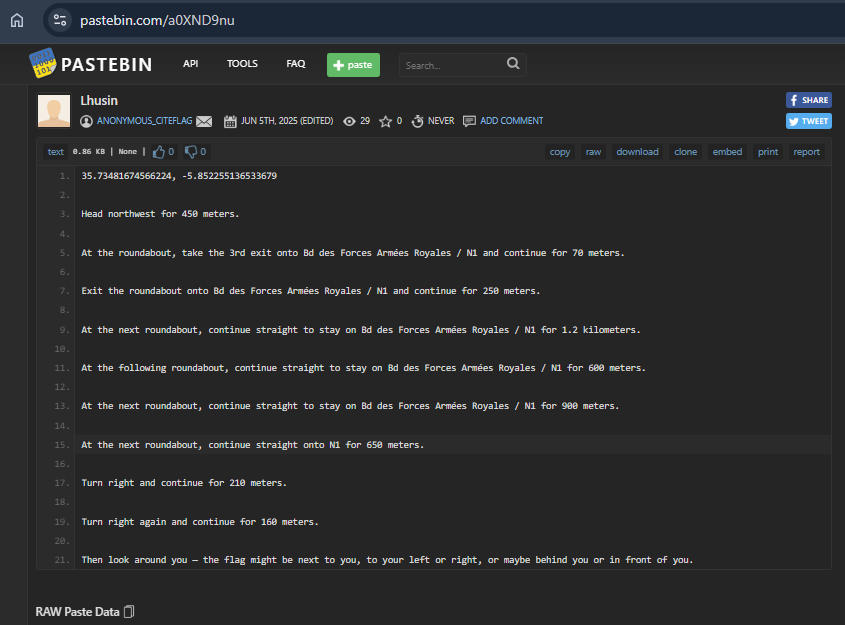 pastebin.com/a0XND9nu
PASTEBIN API TOOLS FAQ + paste Search...
Lhusin
SHARE
ANONYMOUS_CITEFLAG JUN 5TH, 2025 (EDITED) 29 0 NEVER ADD COMMENT
TWEET
text 0.86 KB | None | 0 0 copy raw download clone embed print report
1. 35.73481674566224, -5.852255136533679
2.
3. Head northwest for 450 meters.
4.
5. At the roundabout, take the 3rd exit onto Bd des Forces Armées Royales / N1 and continue for 70 meters.
6.
7. Exit the roundabout onto Bd des Forces Armées Royales / N1 and continue for 250 meters.
8.
9. At the next roundabout, continue straight to stay on Bd des Forces Armées Royales / N1 for 1.2 kilometers.
10.
11. At the following roundabout, continue straight to stay on Bd des Forces Armées Royales / N1 for 600 meters.
12.
13. At the next roundabout, continue straight to stay on Bd des Forces Armées Royales / N1 for 900 meters.
14.
15. At the next roundabout, continue straight onto N1 for 650 meters.
16.
17. Turn right and continue for 210 meters.
18.
19. Turn right again and continue for 160 meters.
20.
21. Then look around you — the flag might be next to you, to your left or right, or maybe behind you or in front of you.
RAW Paste Data